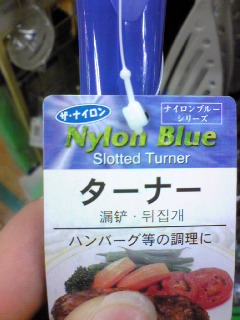 ザ・ナイロン
ナイロンブルー
シリーズ
Nylon Blue
Slotted Turner
ターナー
漏铲・뒤집개
ハンバーグ等の調理に